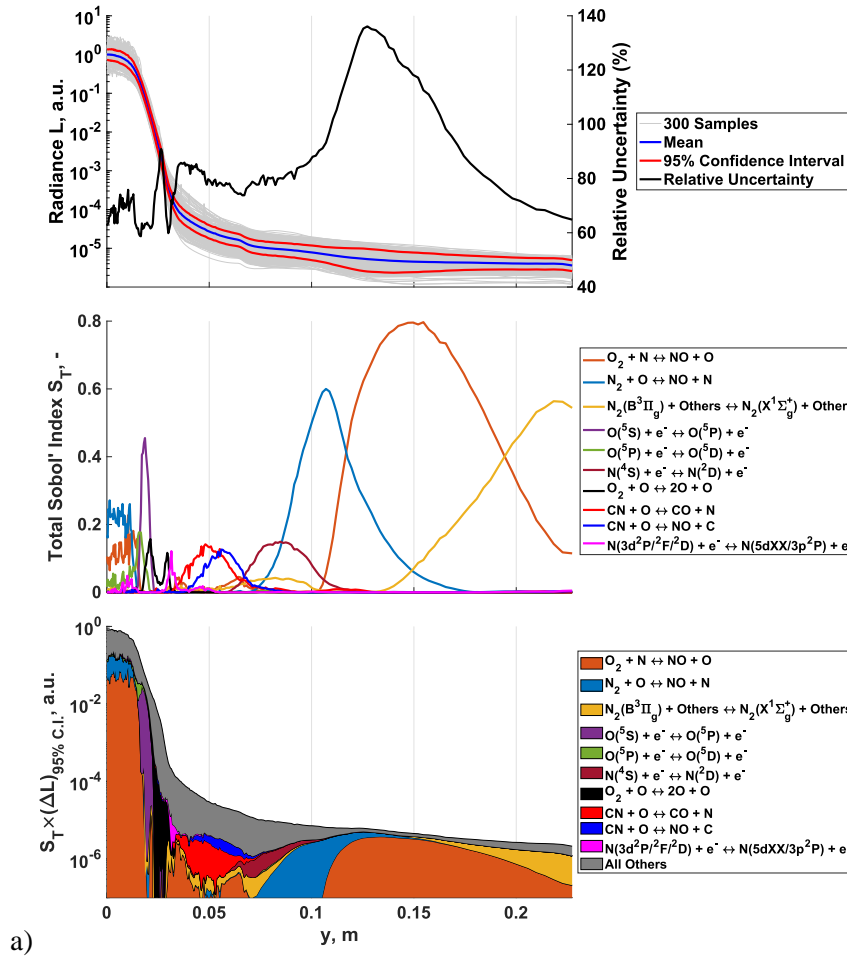 Radiance L, a.u.
10^1
10^0
10^-1
10^-2
10^-3
10^-4
10^-5
140
120
100
80
60
40
Relative Uncertainty (%)
300 Samples
Mean
95% Confidence Interval
Relative Uncertainty
Total Sobol' Index S_T, -
0.8
0.6
0.4
0.2
0
O_2 + N ↔ NO + O
N_2 + O ↔ NO + N
N_2(B^3Π_g) + Others ↔ N_2(X^1Σ_g^+) + Other
O(^5S) + e^- ↔ O(^5P) + e^-
O(^5P) + e^- ↔ O(^5D) + e^-
N(^4S) + e^- ↔ N(^2D) + e^-
O_2 + O ↔ 2O + O
CN + O ↔ CO + N
CN + O ↔ NO + C
N(3d^2P/^2F/^2D) + e^- ↔ N(5dXX/3p^2P) + e
S_T × (ΔL)_95% C.I., a.u.
10^0
10^-2
10^-4
10^-6
0
0.05
0.1
0.15
0.2
y, m
O_2 + N ↔ NO + O
N_2 + O ↔ NO + N
N_2(B^3Π_g) + Others ↔ N_2(X^1Σ_g^+) + Others
O(^5S) + e^- ↔ O(^5P) + e^-
O(^5P) + e^- ↔ O(^5D) + e^-
N(^4S) + e^- ↔ N(^2D) + e^-
O_2 + O ↔ 2O + O
CN + O ↔ CO + N
CN + O ↔ NO + C
N(3d^2P/^2F/^2D) + e^- ↔ N(5dXX/3p^2P) + e
All Others
a)